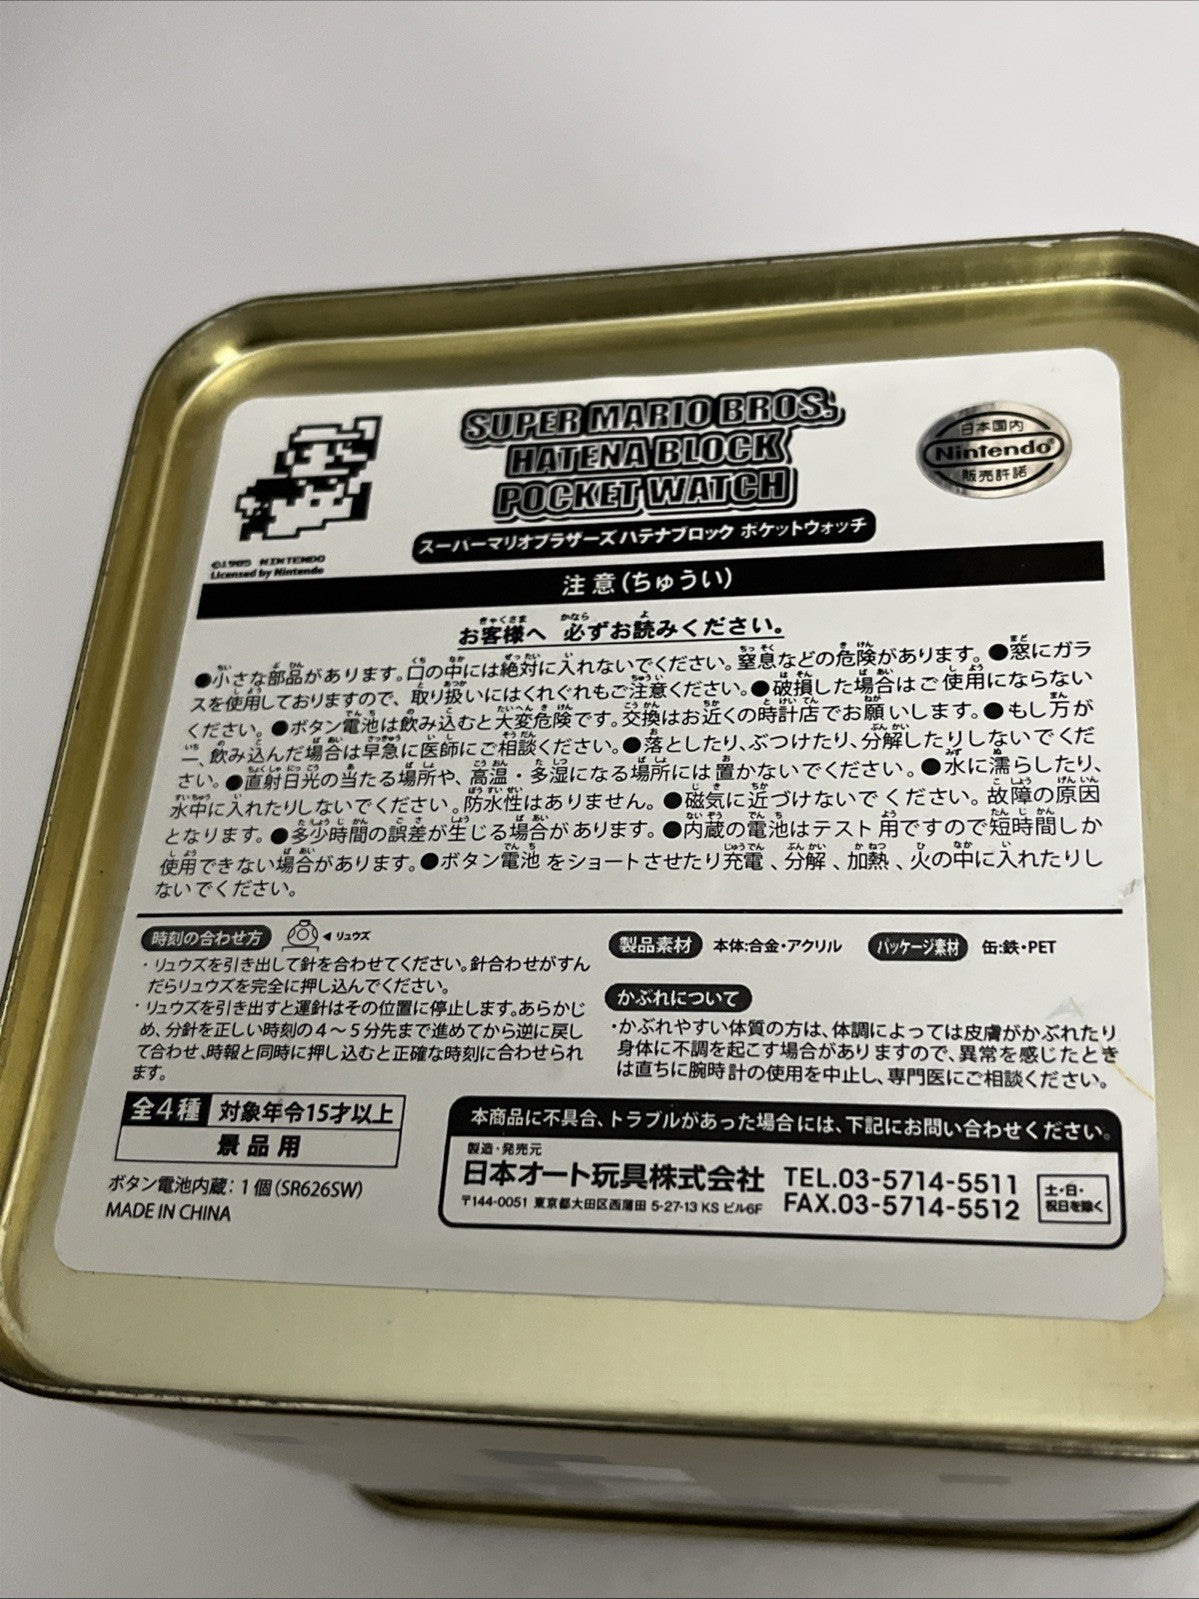 SUPER MARIO BROS.
HATENA BLOCK
POCKET WATCH
スーパーマリオブラザーズ ハテナブロック ポケットウォッチ
©1985 NINTENDO
Licensed by Nintendo
日本国内
Nintendo®
販売許諾
注意(ちゅうい)
お客様へ 必ずお読みください。
●小さな部品があります。口の中には絶対に入れないでください。窒息などの危険があります。●窓にガラ
スを使用しておりますので、取り扱いにはくれぐれもご注意ください。●破損した場合はご使用にならない
ください。●ボタン電池は飲み込むと大変危険です。交換はお近くの時計店でお願いします。●もし万が
一、飲み込んだ場合は早急に医師にご相談ください。●落としたり、ぶつけたり、分解したりしないでくだ
さい。●直射日光の当たる場所や、高温・多湿になる場所には置かないでください。●水に濡らしたり、
水中に入れたりしないでください。防水性はありません。●磁気に近づけないでください。故障の原因
となります。●多少時間の誤差が生じる場合があります。●内蔵の電池はテスト用ですので短時間しか
使用できない場合があります。●ボタン電池をショートさせたり充電、分解、加熱、火の中に入れたりし
ないでください。
時刻の合わせ方 ◀リュウズ
・リュウズを引き出して針を合わせてください。針合わせがすん
だらリュウズを完全に押し込んでください。
・リュウズを引き出すと運針はその位置に停止します。あらかじ
め、分針を正しい時刻の4〜5分先まで進めてから逆に戻し
て合わせ、時報と同時に押し込むと正確な時刻に合わせられ
ます。
製品素材 本体:合金・アクリル パッケージ素材 缶:鉄・PET
かぶれについて
・かぶれやすい体質の方は、体調によっては皮膚がかぶれたり
身体に不調を起こす場合がありますので、異常を感じたとき
は直ちに腕時計の使用を中止し、専門医にご相談ください。
全4種 対象年令15才以上
景品用
ボタン電池内蔵:1個(SR626SW)
MADE IN CHINA
本商品に不具合、トラブルがあった場合には、下記にお問い合わせください。
製造・発売元
日本オート玩具株式会社
〒144-0051 東京都大田区西蒲田 5-27-13 KS ビル6F
TEL.03-5714-5511
FAX.03-5714-5512
土・日・
祝日を除く